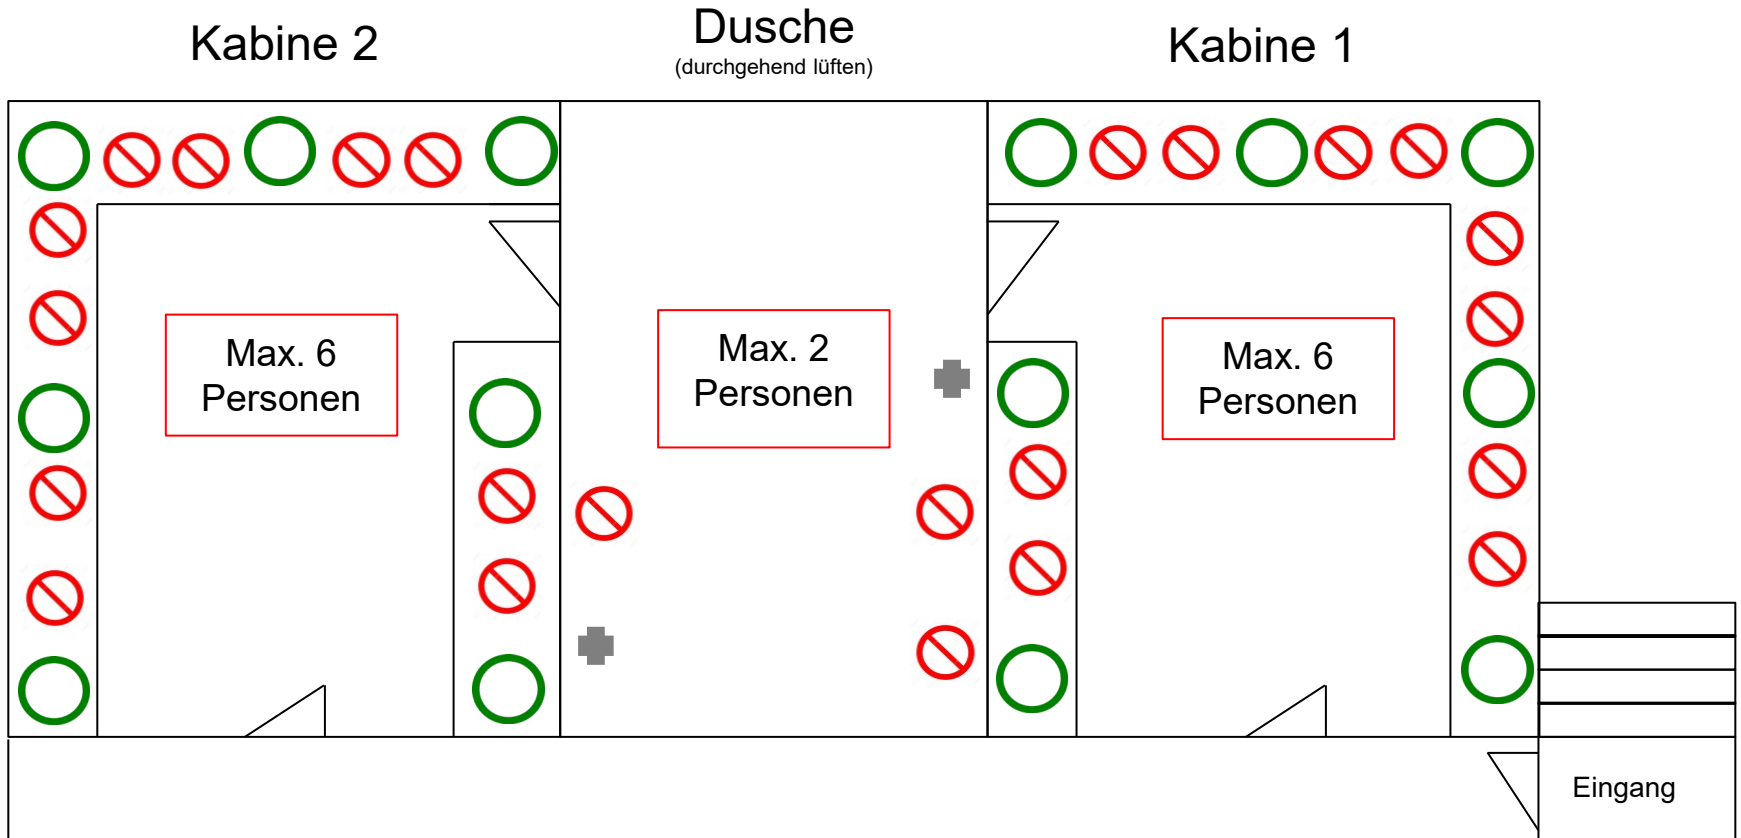 Kabine 2
Dusche
(durchgehend lüften)
Kabine 1
Max. 6
Personen
Max. 2
Personen
Max. 6
Personen
Eingang